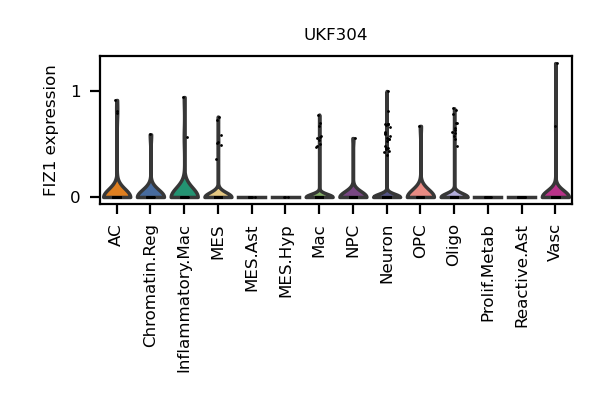 UKF304
FIZ1 expression
1
0
AC
Chromatin.Reg
Inflammatory.Mac
MES
MES.Ast
MES.Hyp
Mac
NPC
Neuron
OPC
Oligo
Prolif.Metab
Reactive.Ast
Vasc